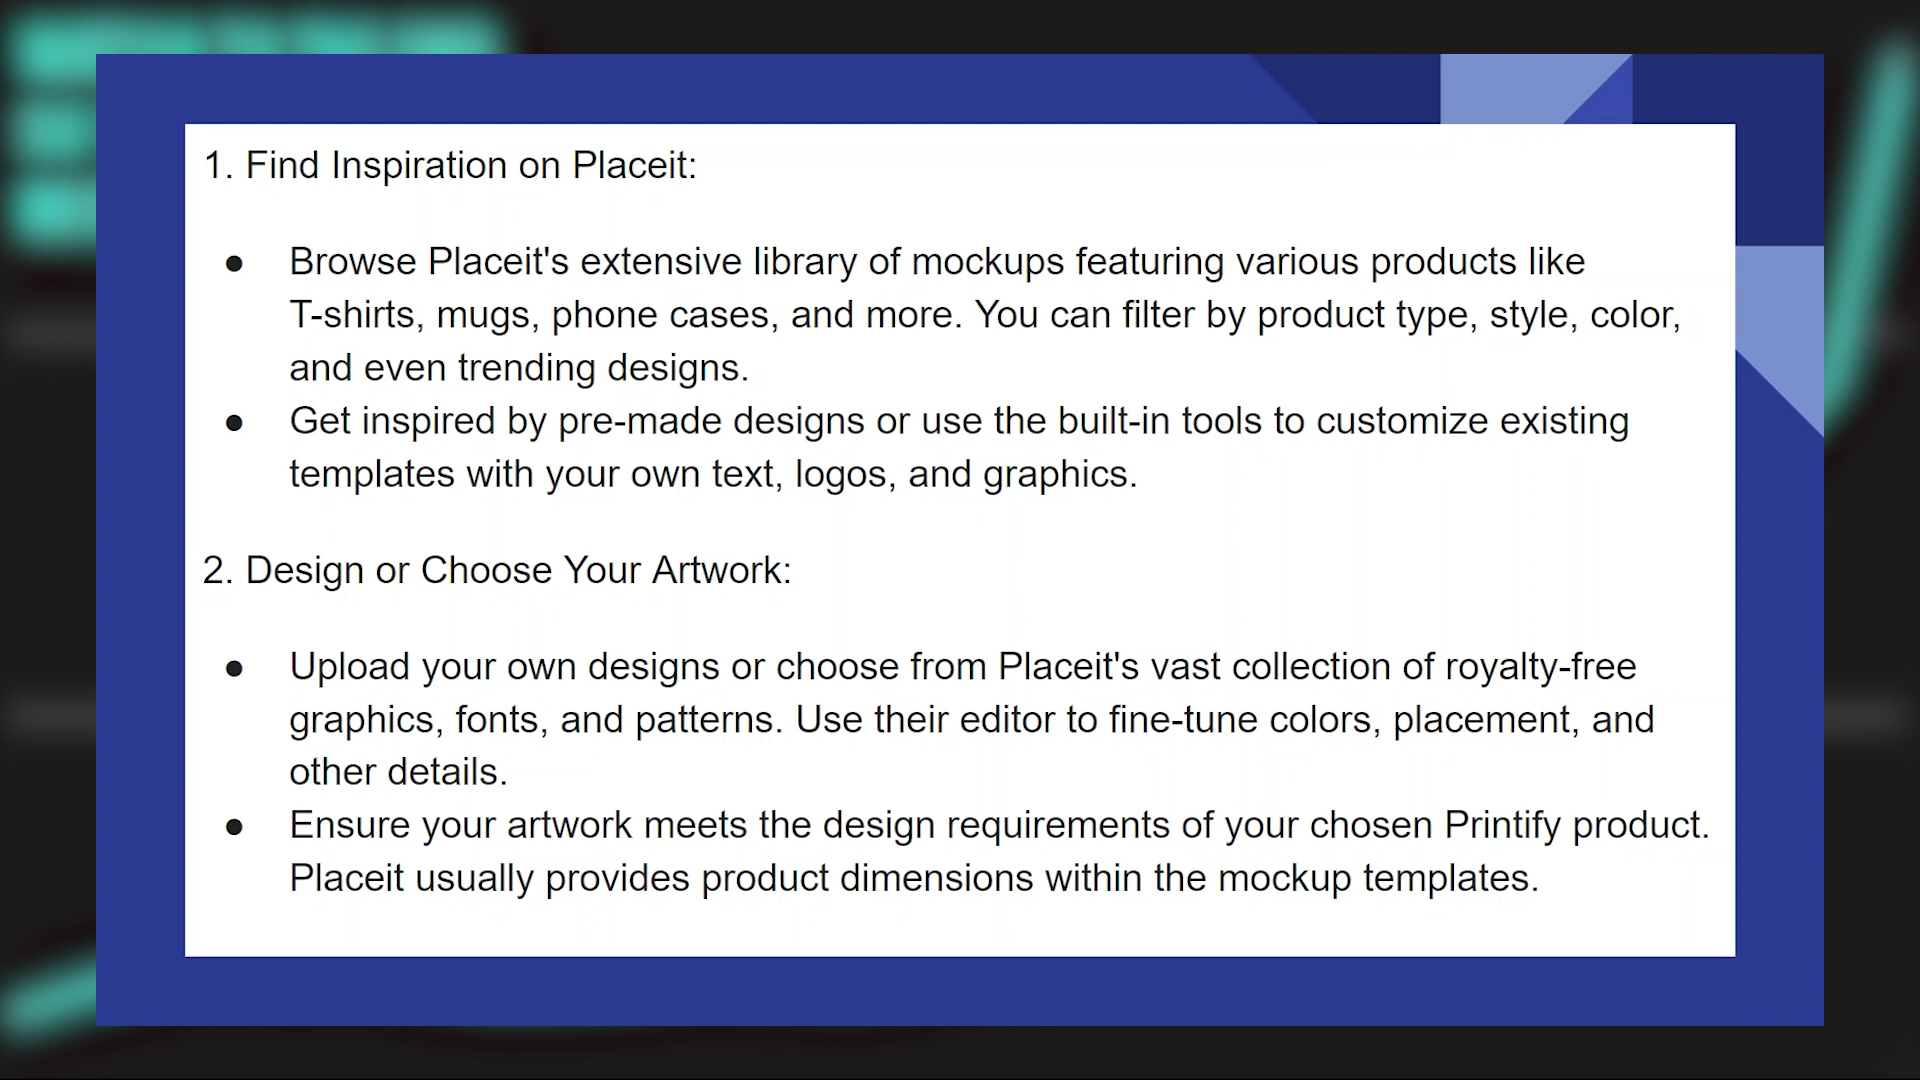 1. Find Inspiration on Placeit:
● Browse Placeit's extensive library of mockups featuring various products like
T-shirts, mugs, phone cases, and more. You can filter by product type, style, color,
and even trending designs.
● Get inspired by pre-made designs or use the built-in tools to customize existing
templates with your own text, logos, and graphics.
2. Design or Choose Your Artwork:
● Upload your own designs or choose from Placeit's vast collection of royalty-free
graphics, fonts, and patterns. Use their editor to fine-tune colors, placement, and
other details.
● Ensure your artwork meets the design requirements of your chosen Printify product.
Placeit usually provides product dimensions within the mockup templates.